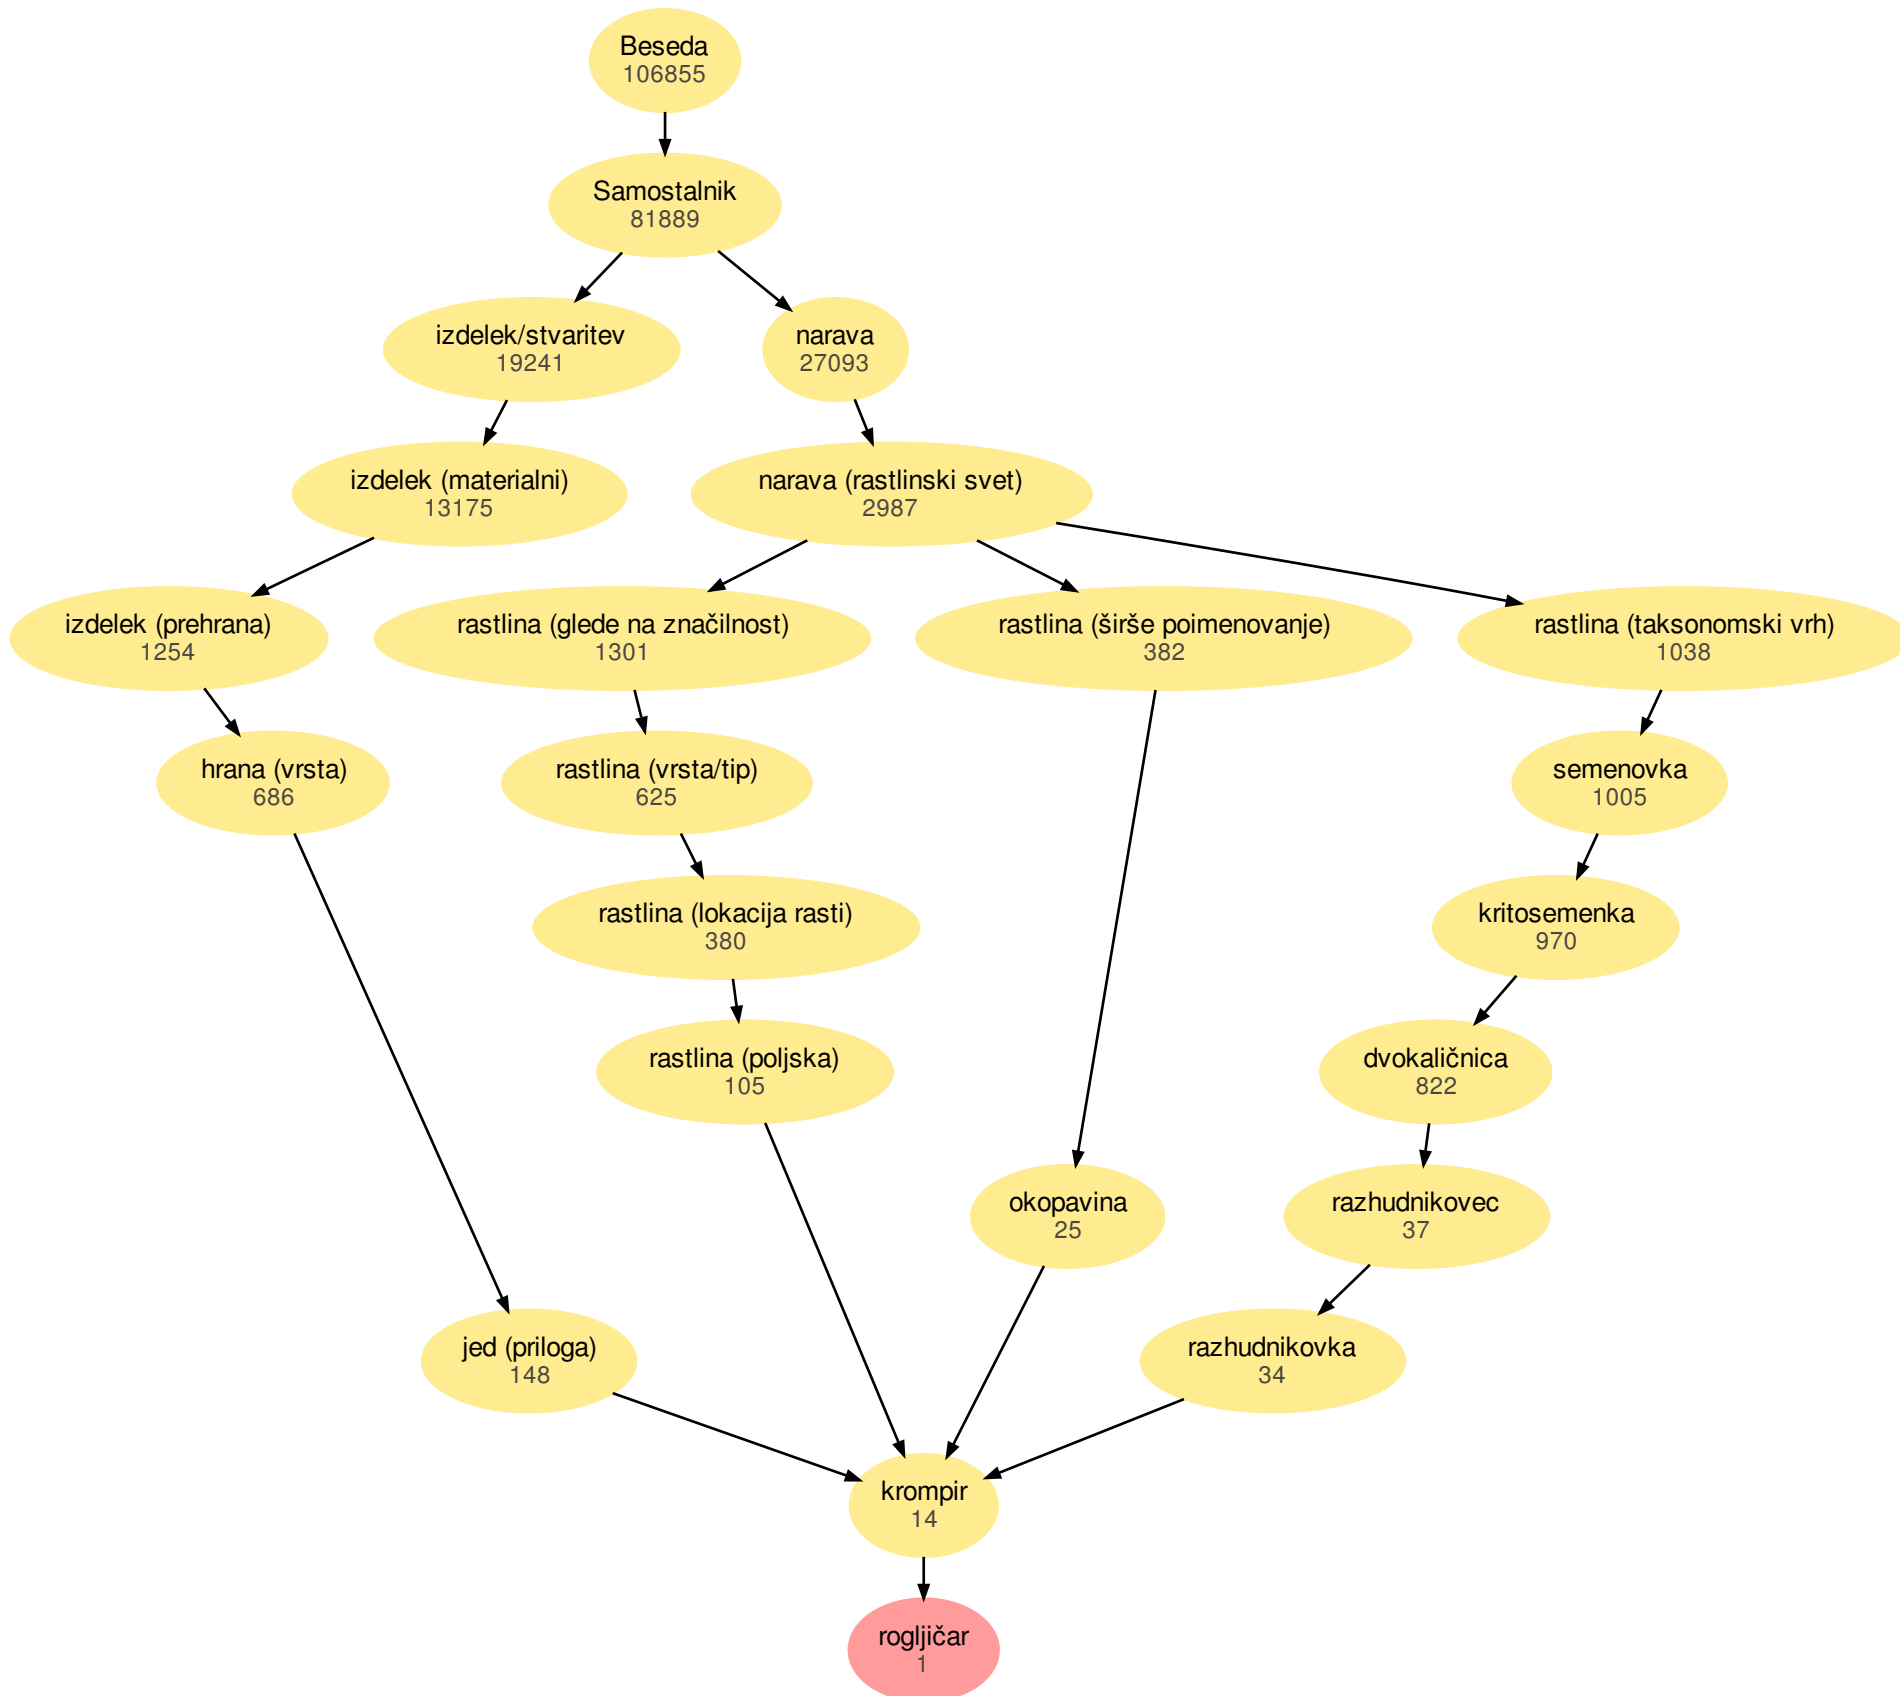 Beseda
106855
Samostalnik
81889
izdelek/stvaritev
19241
narava
27093
izdelek (materialni)
13175
narava (rastlinski svet)
2987
izdelek (prehrana)
1254
rastlina (glede na značilnost)
1301
rastlina (širše poimenovanje)
382
rastlina (taksonomski vrh)
1038
hrana (vrsta)
686
rastlina (vrsta/tip)
625
semenovka
1005
rastlina (lokacija rasti)
380
kritosemenka
970
rastlina (poljska)
105
dvokaličnica
822
okopavina
25
razhudnikovec
37
jed (priloga)
148
razhudnikovka
34
krompir
14
rogljičar
1